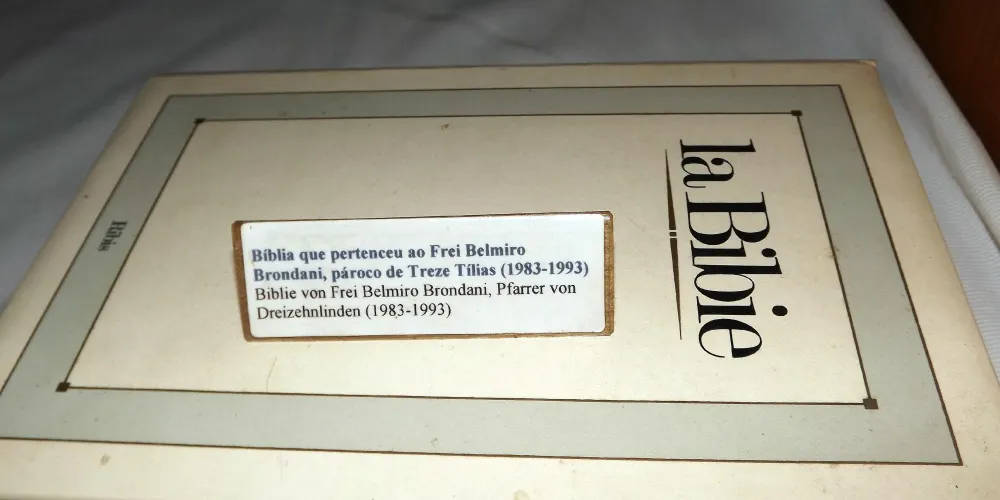 la Bible
Bíblia que pertenceu ao Frei Belmiro
Brondani, pároco de Treze Tílias (1983-1993)
Biblie von Frei Belmiro Brondani, Pfarrer von
Dreizehnlinden (1983-1993)